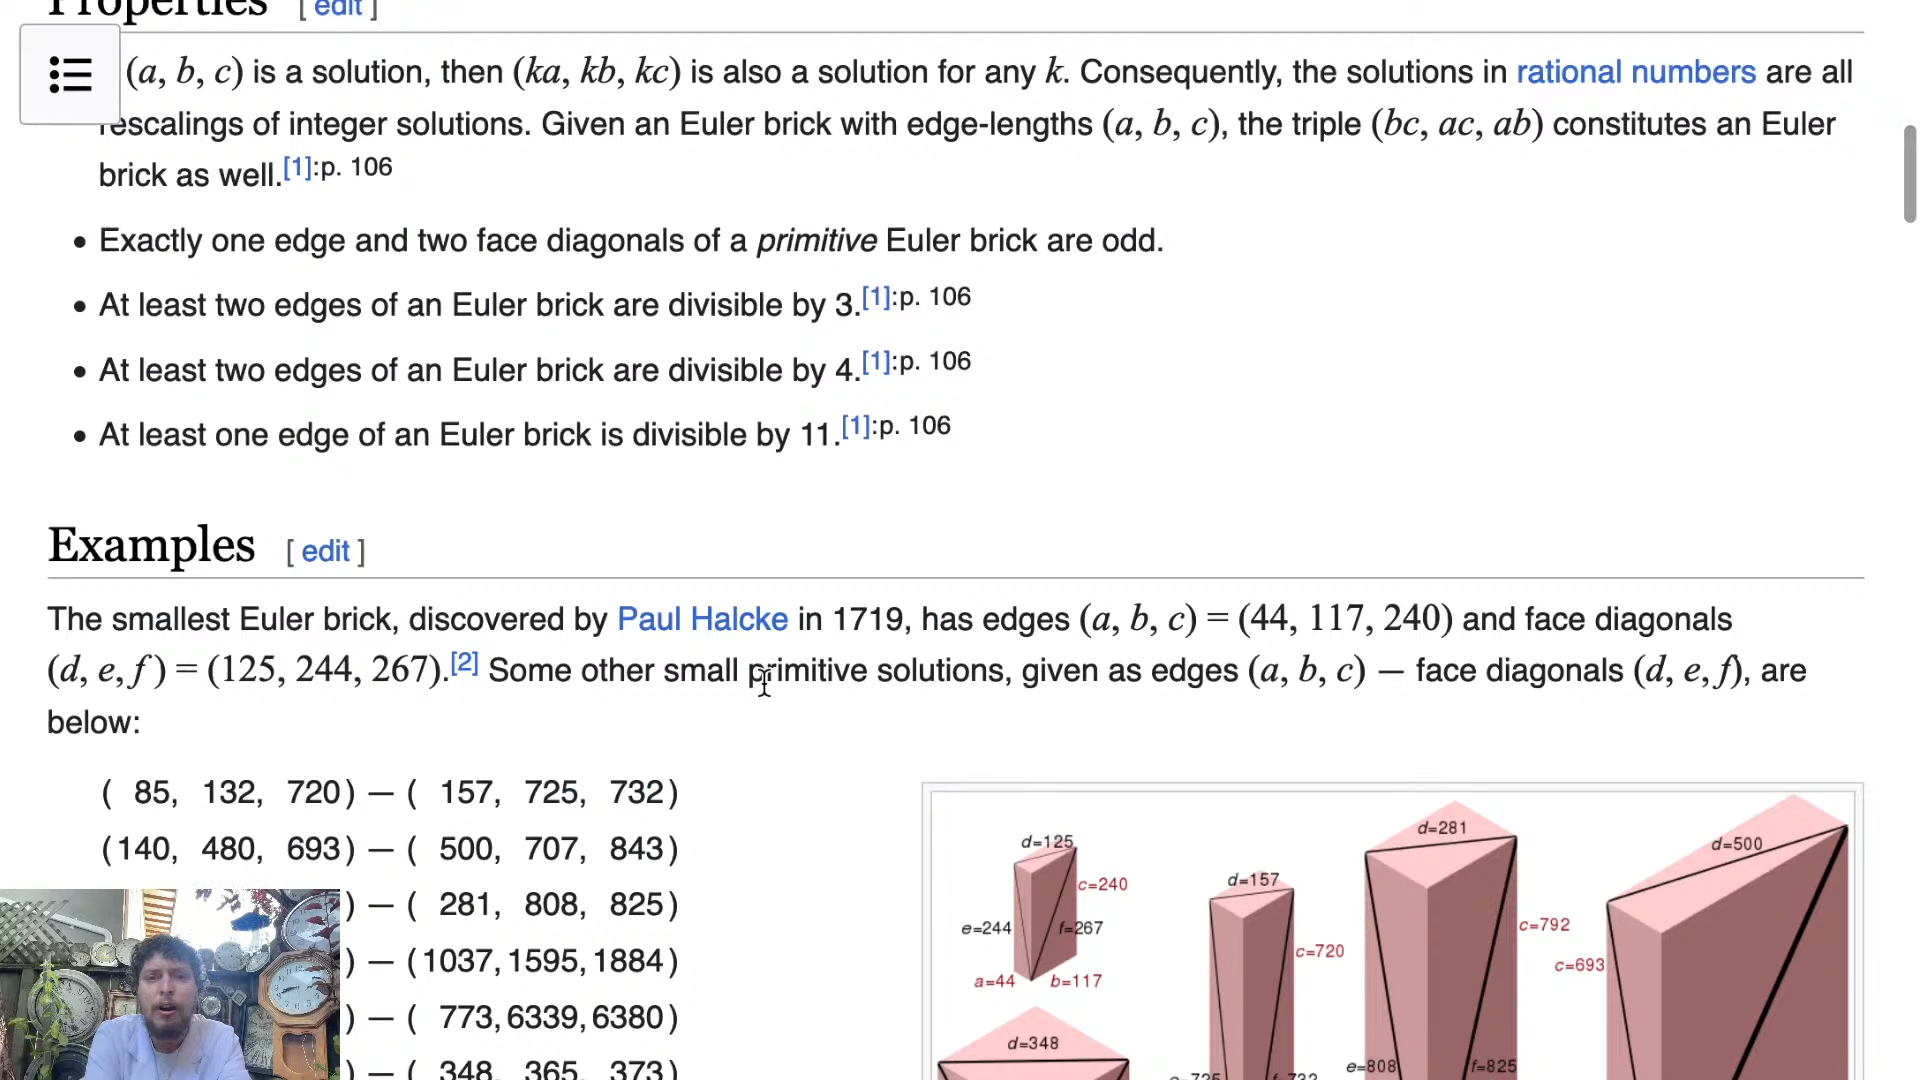 Properties [ edit ]
(a, b, c) is a solution, then (ka, kb, kc) is also a solution for any k. Consequently, the solutions in rational numbers are all
rescalings of integer solutions. Given an Euler brick with edge-lengths (a, b, c), the triple (bc, ac, ab) constitutes an Euler
brick as well.[1]:p. 106
• Exactly one edge and two face diagonals of a primitive Euler brick are odd.
• At least two edges of an Euler brick are divisible by 3.[1]:p. 106
• At least two edges of an Euler brick are divisible by 4.[1]:p. 106
• At least one edge of an Euler brick is divisible by 11.[1]:p. 106
Examples [ edit ]
The smallest Euler brick, discovered by Paul Halcke in 1719, has edges (a, b, c) = (44, 117, 240) and face diagonals
(d, e, f) = (125, 244, 267).[2] Some other small primitive solutions, given as edges (a, b, c) — face diagonals (d, e, f), are
below:
( 85, 132, 720) — ( 157, 725, 732)
(140, 480, 693) — ( 500, 707, 843)
) — ( 281, 808, 825)
) — (1037, 1595, 1884)
) — ( 773, 6339, 6380)
) — ( 348, 365, 373)
d=125
c=240
e=244
f=267
a=44
b=117
d=157
c=720
e=725
f=732
d=281
c=792
e=808
f=825
d=500
c=693
d=348